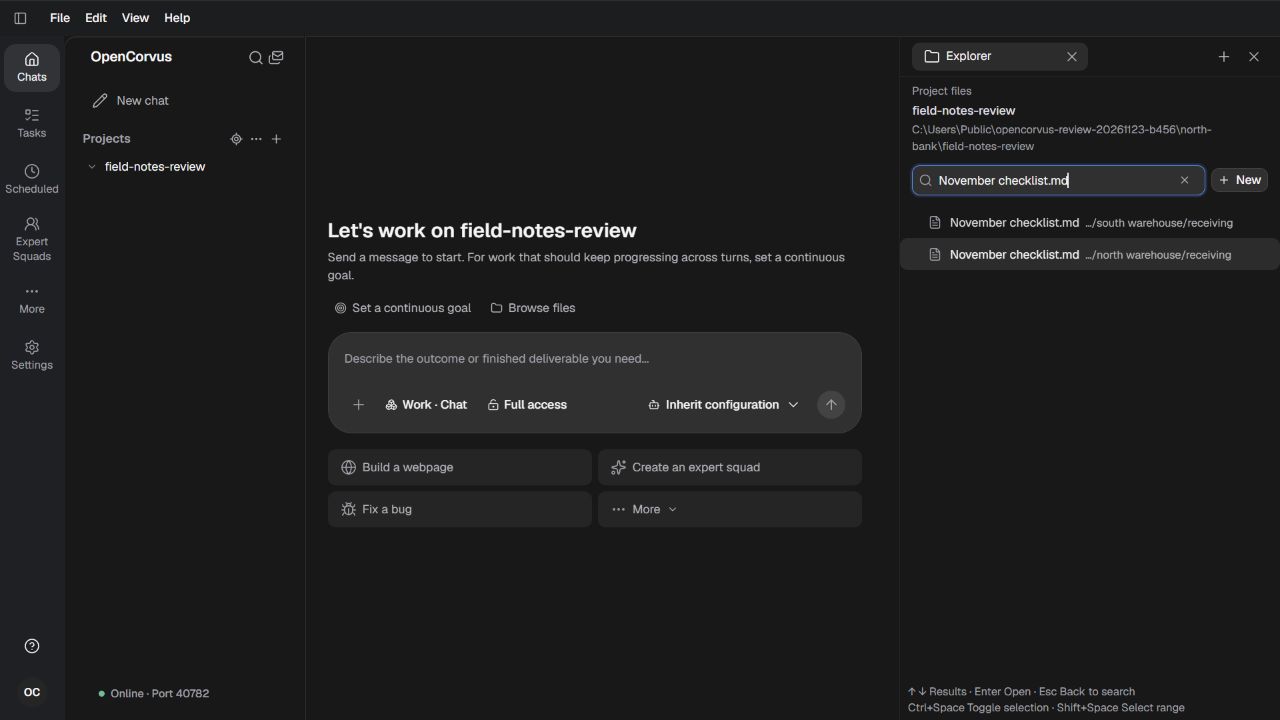 File Edit View Help
Chats
Tasks
Scheduled
Expert
Squads
More
Settings
OC
OpenCorvus
New chat
Projects
field-notes-review
Online · Port 40782
Let's work on field-notes-review
Send a message to start. For work that should keep progressing across turns, set a continuous
goal.
Set a continuous goal Browse files
Describe the outcome or finished deliverable you need...
Work · Chat Full access Inherit configuration
Build a webpage Create an expert squad
Fix a bug More
Explorer
Project files
field-notes-review
C:\Users\Public\opencorvus-review-20261123-b456\north-
bank\field-notes-review
November checklist.md New
November checklist.md .../south warehouse/receiving
November checklist.md .../north warehouse/receiving
↑↓ Results · Enter Open · Esc Back to search
Ctrl+Space Toggle selection · Shift+Space Select range